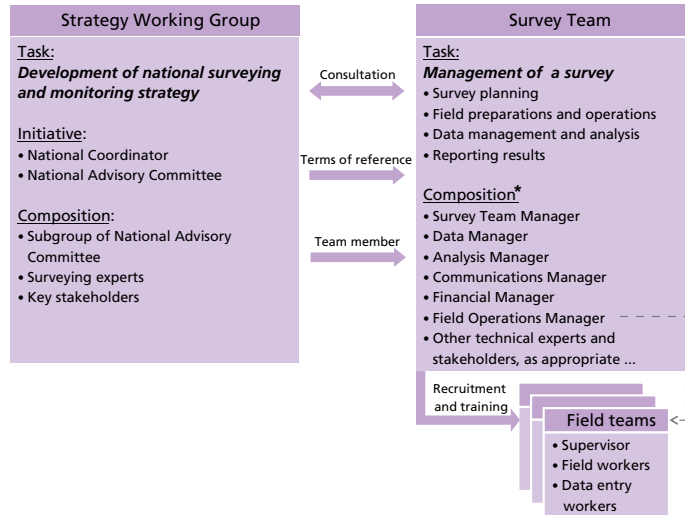 Strategy Working Group
Task:
Development of national surveying
and monitoring strategy
Initiative:
• National Coordinator
• National Advisory Committee
Composition:
• Subgroup of National Advisory
Committee
• Surveying experts
• Key stakeholders
Consultation
Terms of reference
Team member
Survey Team
Task:
Management of a survey
• Survey planning
• Field preparations and operations
• Data management and analysis
• Reporting results
Composition*
• Survey Team Manager
• Data Manager
• Analysis Manager
• Communications Manager
• Financial Manager
• Field Operations Manager
• Other technical experts and
stakeholders, as appropriate ...
Recruitment
and training
Field teams
• Supervisor
• Field workers
• Data entry
workers